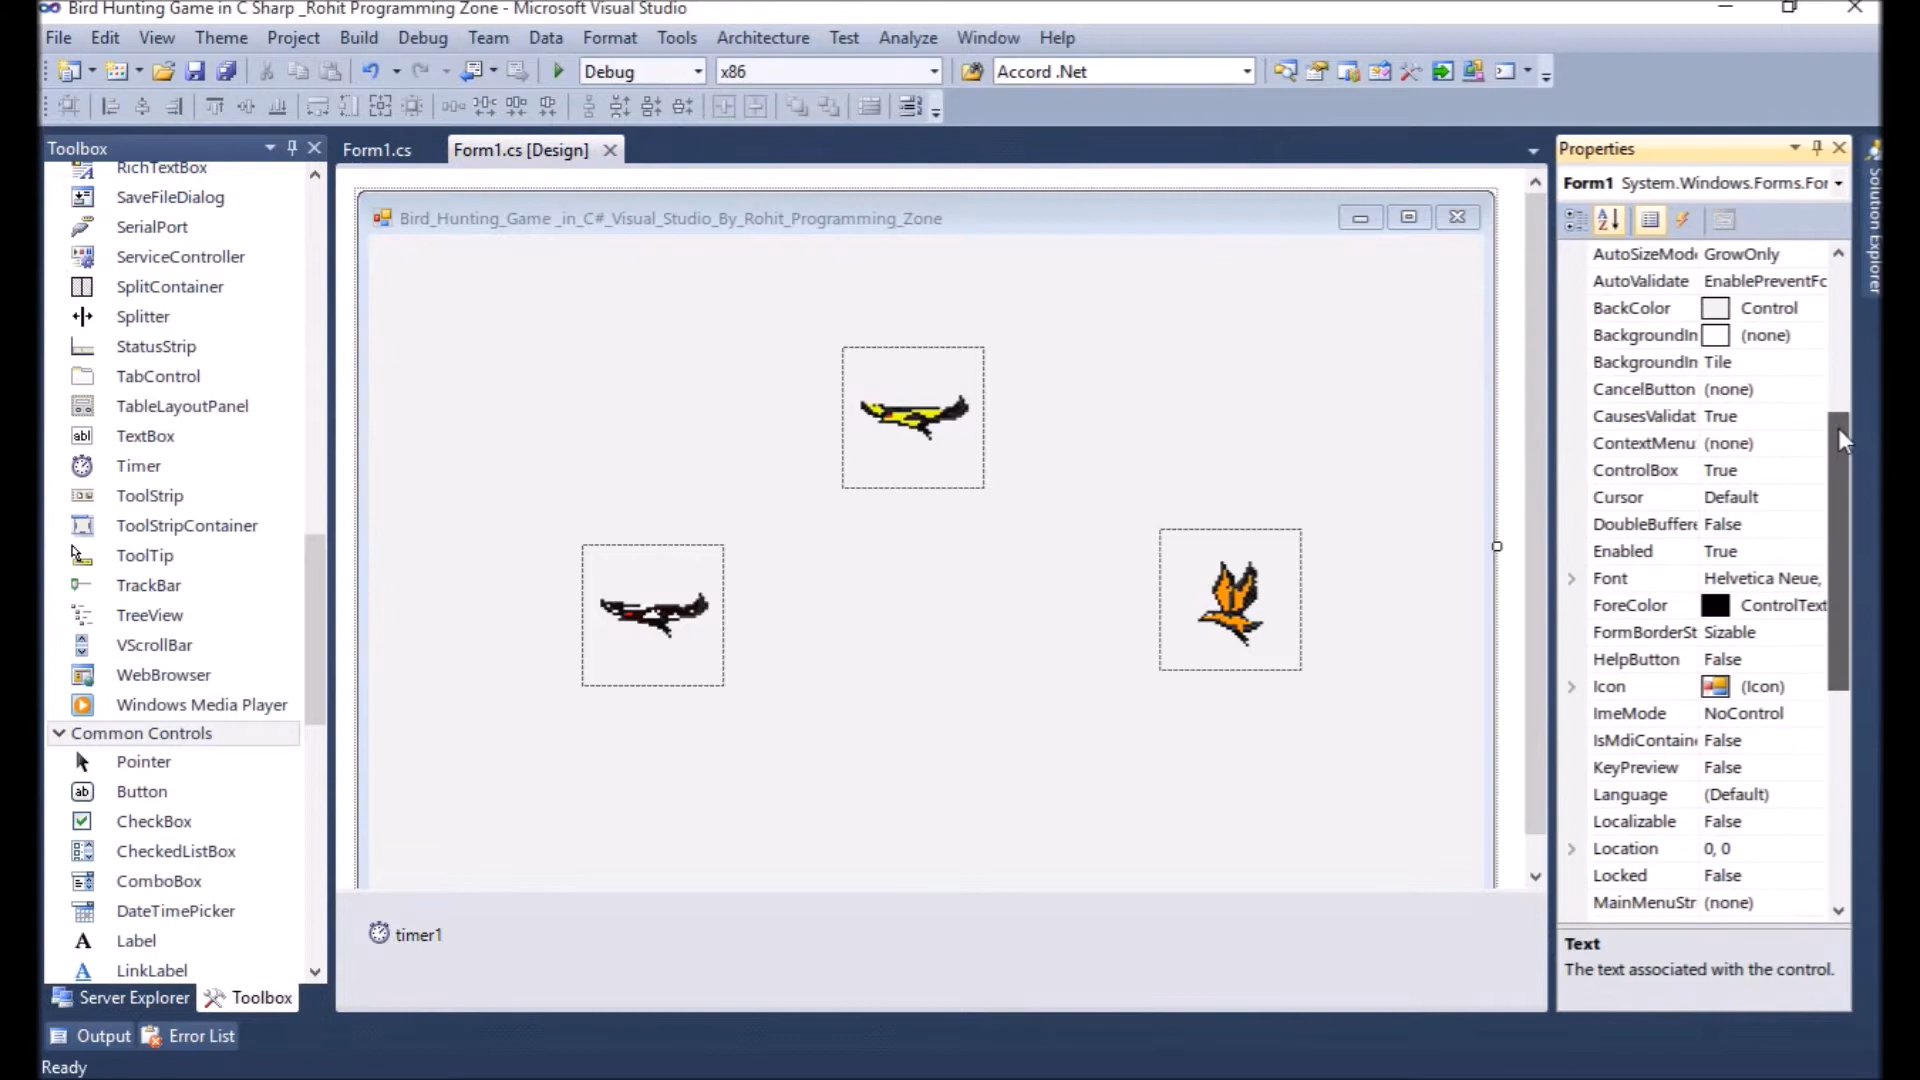 Bird Hunting Game in C Sharp _Rohit Programming Zone - Microsoft Visual Studio
File Edit View Theme Project Build Debug Team Data Format Tools Architecture Test Analyze Window Help
Debug x86 Accord .Net
Toolbox
RichTextBox
SaveFileDialog
SerialPort
ServiceController
SplitContainer
Splitter
StatusStrip
TabControl
TableLayoutPanel
TextBox
Timer
ToolStrip
ToolStripContainer
ToolTip
TrackBar
TreeView
VScrollBar
WebBrowser
Windows Media Player
Common Controls
Pointer
Button
CheckBox
CheckedListBox
ComboBox
DateTimePicker
Label
LinkLabel
Server Explorer Toolbox
Output Error List
Ready
Form1.cs Form1.cs [Design]
Bird_Hunting_Game _in_C#_Visual_Studio_By_Rohit_Programming_Zone
timer1
Properties
Form1 System.Windows.Forms.For
AutoSizeMod GrowOnly
AutoValidate EnablePreventFc
BackColor Control
BackgroundIn (none)
BackgroundIn Tile
CancelButton (none)
CausesValidat True
ContextMenu (none)
ControlBox True
Cursor Default
DoubleBuffere False
Enabled True
Font Helvetica Neue,
ForeColor ControlText
FormBorderSt Sizable
HelpButton False
Icon (Icon)
ImeMode NoControl
IsMdiContain False
KeyPreview False
Language (Default)
Localizable False
Location 0, 0
Locked False
MainMenuStr (none)
Text
The text associated with the control.
Solution Explorer